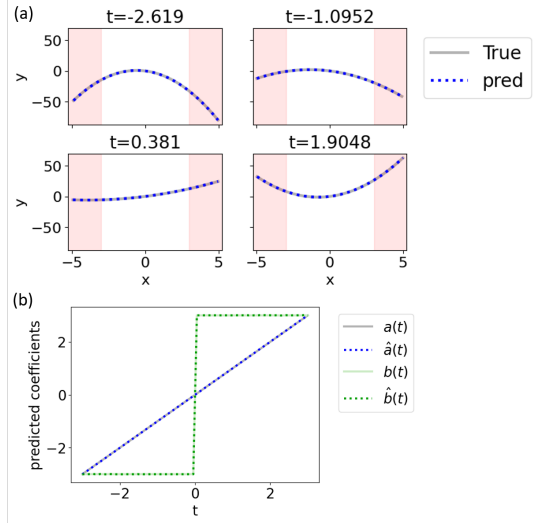 (a)
t=-2.619 t=-1.0952
50
0
−50
y
True
pred
t=0.381 t=1.9048
50
0
−50
y
−5 0 5 −5 0 5
x x
(b)
2
0
−2
predicted coefficients
−2 0 2
t
a(t)
â(t)
b(t)
b̂(t)